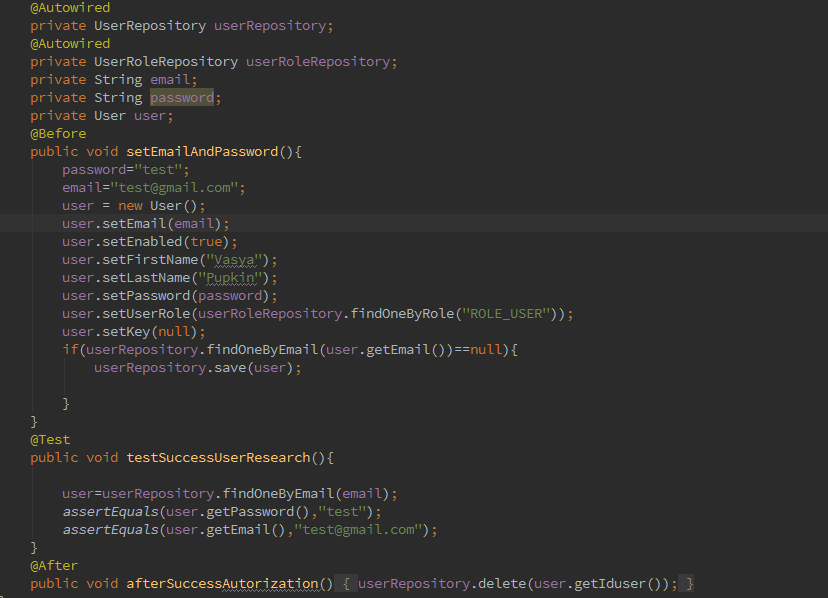 @Autowired
private UserRepository userRepository;
@Autowired
private UserRoleRepository userRoleRepository;
private String email;
private String password;
private User user;
@Before
public void setEmailAndPassword(){
password="test";
email="test@gmail.com";
user = new User();
user.setEmail(email);
user.setEnabled(true);
user.setFirstName("Vasya");
user.setLastName("Pupkin");
user.setPassword(password);
user.setUserRole(userRoleRepository.findOneByRole("ROLE_USER"));
user.setKey(null);
if(userRepository.findOneByEmail(user.getEmail())==null){
userRepository.save(user);
}
}
@Test
public void testSuccessUserResearch(){
user=userRepository.findOneByEmail(email);
assertEquals(user.getPassword(),"test");
assertEquals(user.getEmail(),"test@gmail.com");
}
@After
public void afterSuccessAutorization() { userRepository.delete(user.getIduser()); }